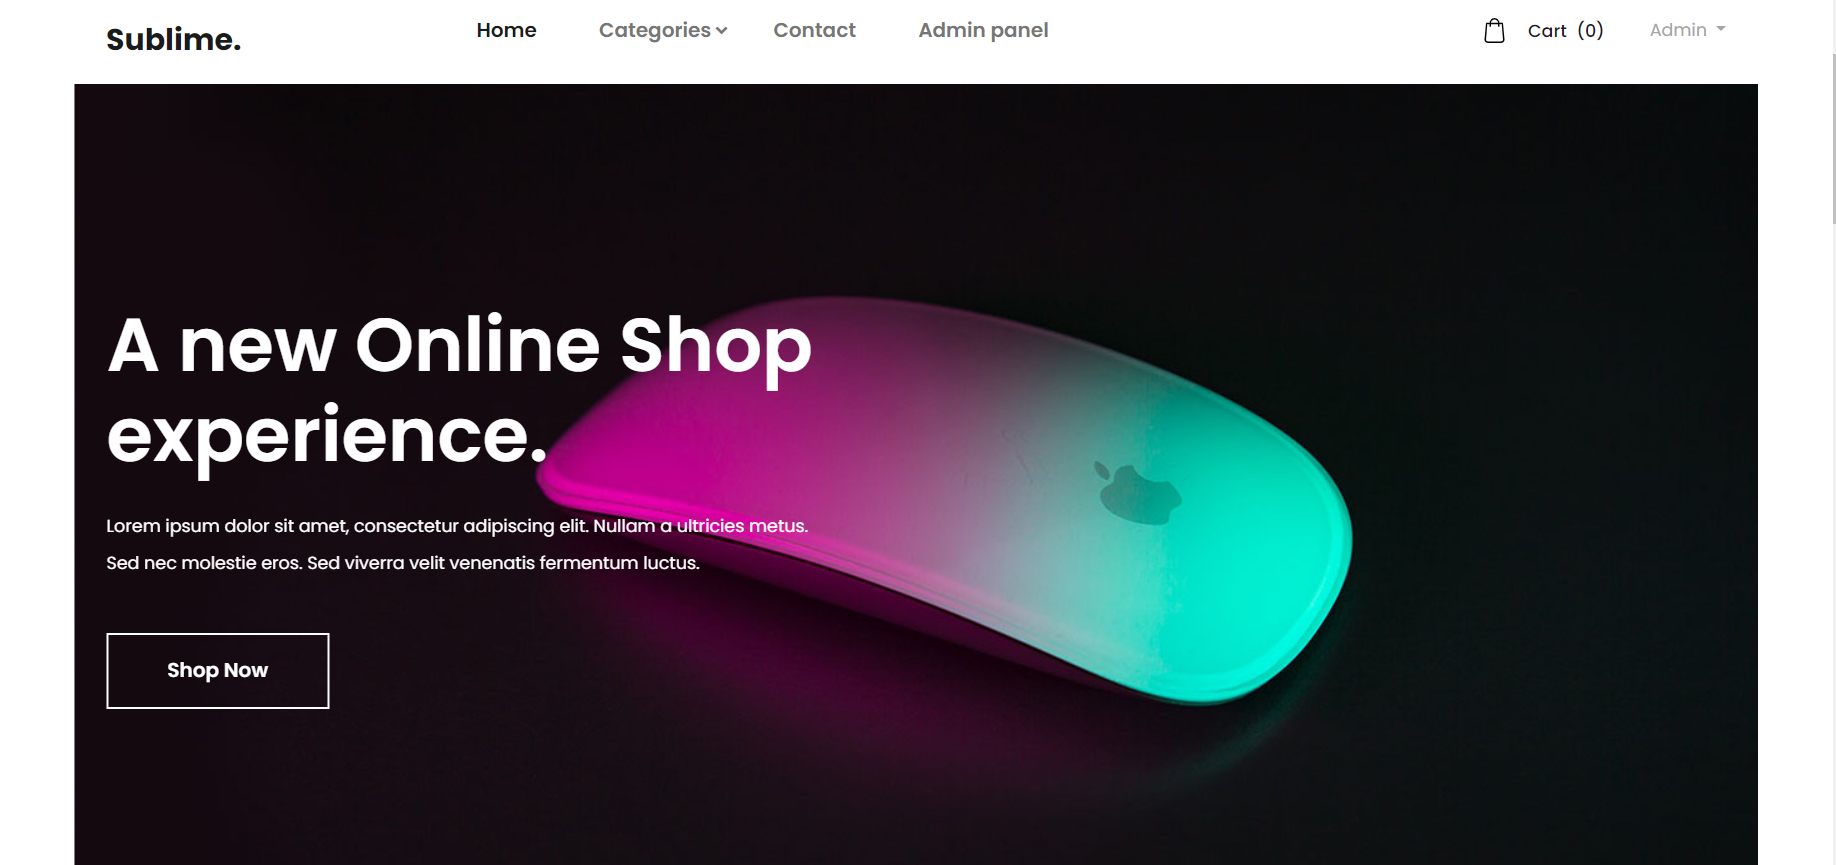 Sublime.
Home
Categories
Contact
Admin panel
Cart (0)
Admin
A new Online Shop
experience.
Lorem ipsum dolor sit amet, consectetur adipiscing elit. Nullam a ultricies metus.
Sed nec molestie eros. Sed viverra velit venenatis fermentum luctus.
Shop Now